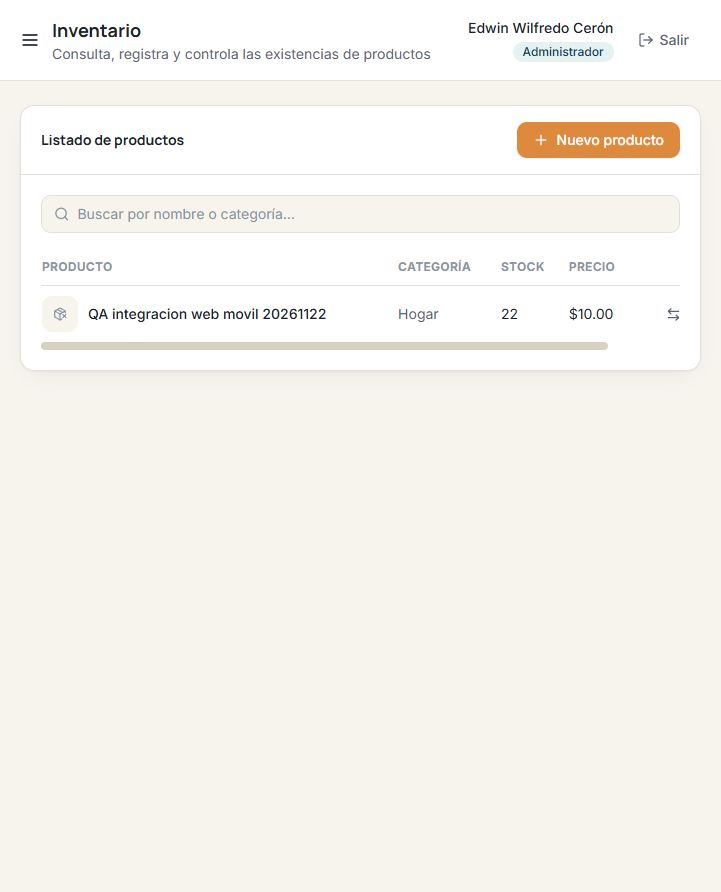 Inventario
Consulta, registra y controla las existencias de productos
Edwin Wilfredo Cerón
Administrador
Salir
Listado de productos
Nuevo producto
Buscar por nombre o categoría...
PRODUCTO CATEGORÍA STOCK PRECIO
QA integracion web movil 20261122 Hogar 22 $10.00